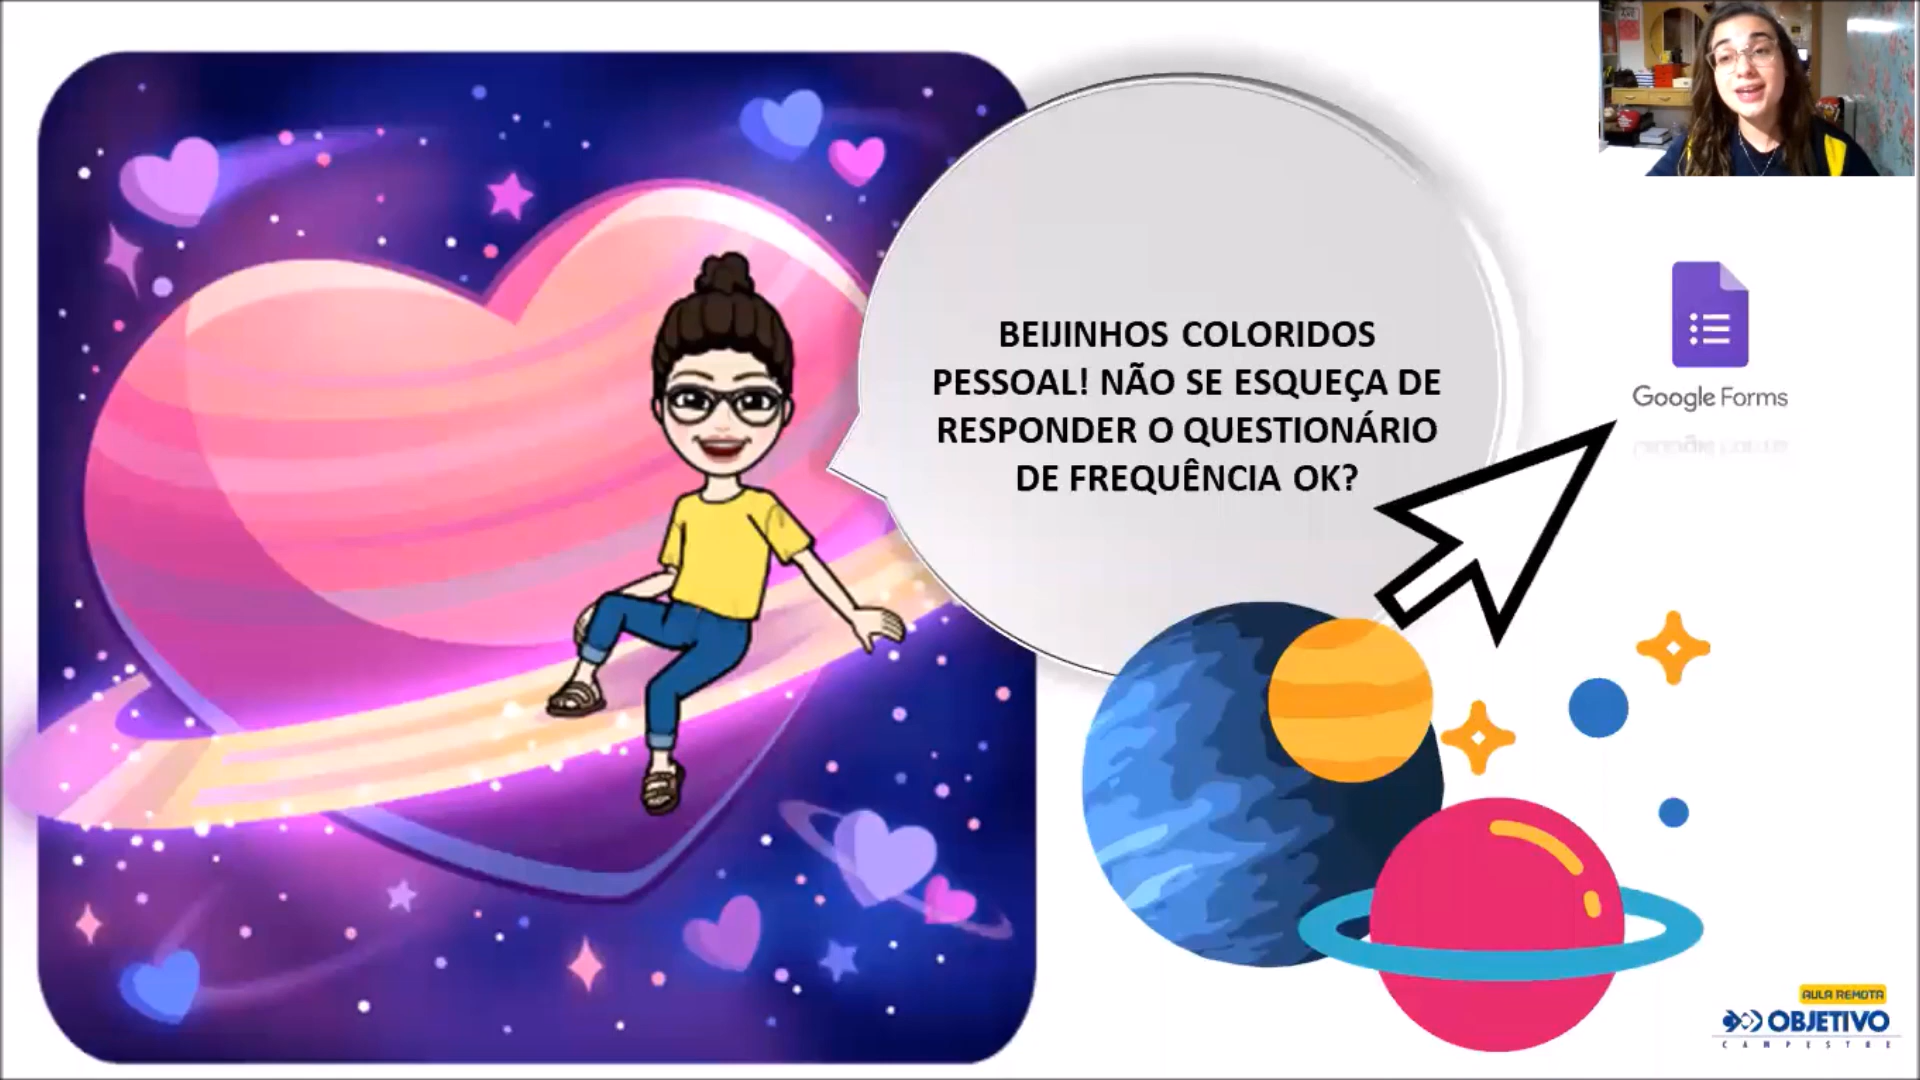 BEIJINHOS COLORIDOS
PESSOAL! NÃO SE ESQUEÇA DE
RESPONDER O QUESTIONÁRIO
DE FREQUÊNCIA OK?
Google Forms
AULA REMOTA
OBJETIVO
CAMPESTRE